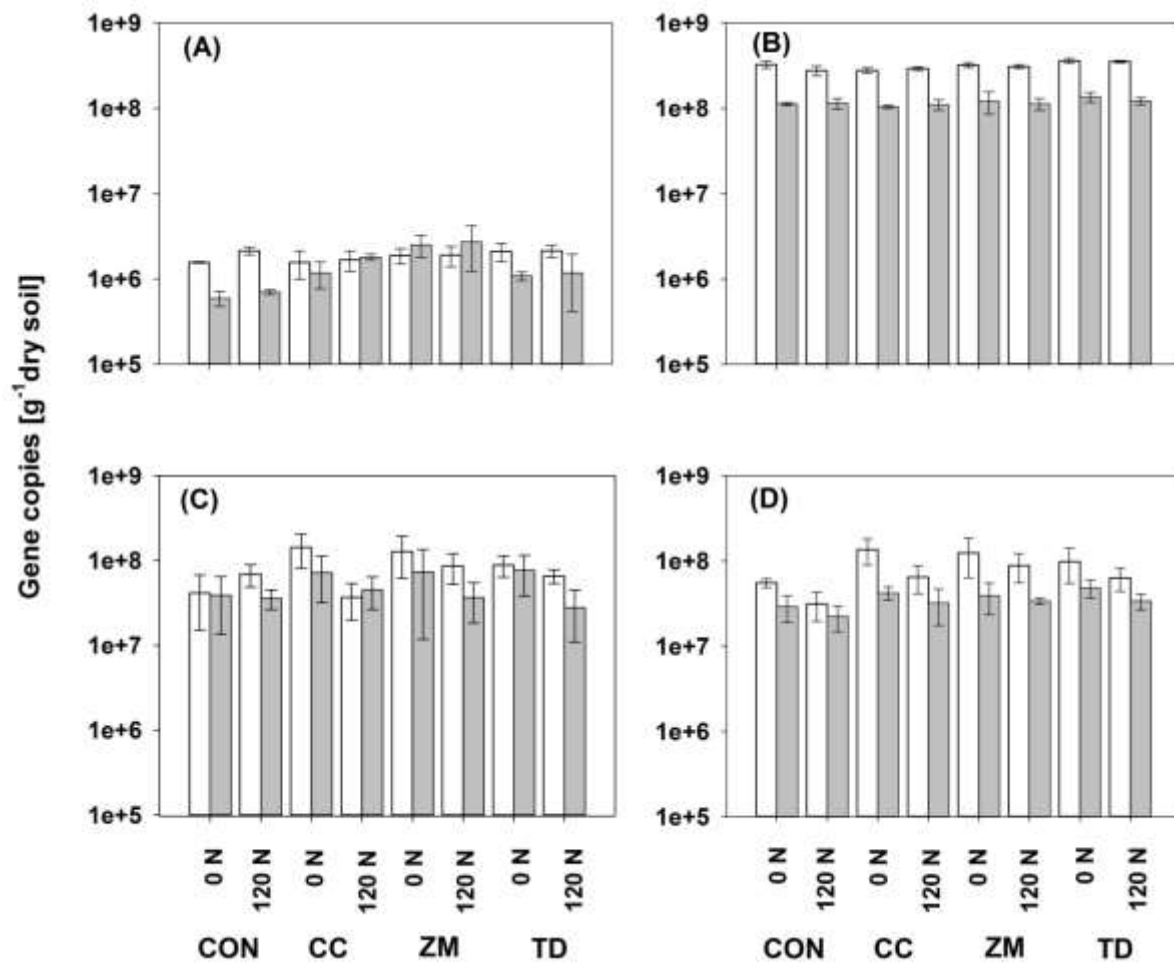 Gene copies [g⁻¹ dry soil]
(A)
1e+9
1e+8
1e+7
1e+6
1e+5
(B)
1e+9
1e+8
1e+7
1e+6
1e+5
(C)
1e+9
1e+8
1e+7
1e+6
1e+5
(D)
1e+9
1e+8
1e+7
1e+6
1e+5
0 N 120 N 0 N 120 N 0 N 120 N 0 N 120 N
CON CC ZM TD
0 N 120 N 0 N 120 N 0 N 120 N 0 N 120 N
CON CC ZM TD